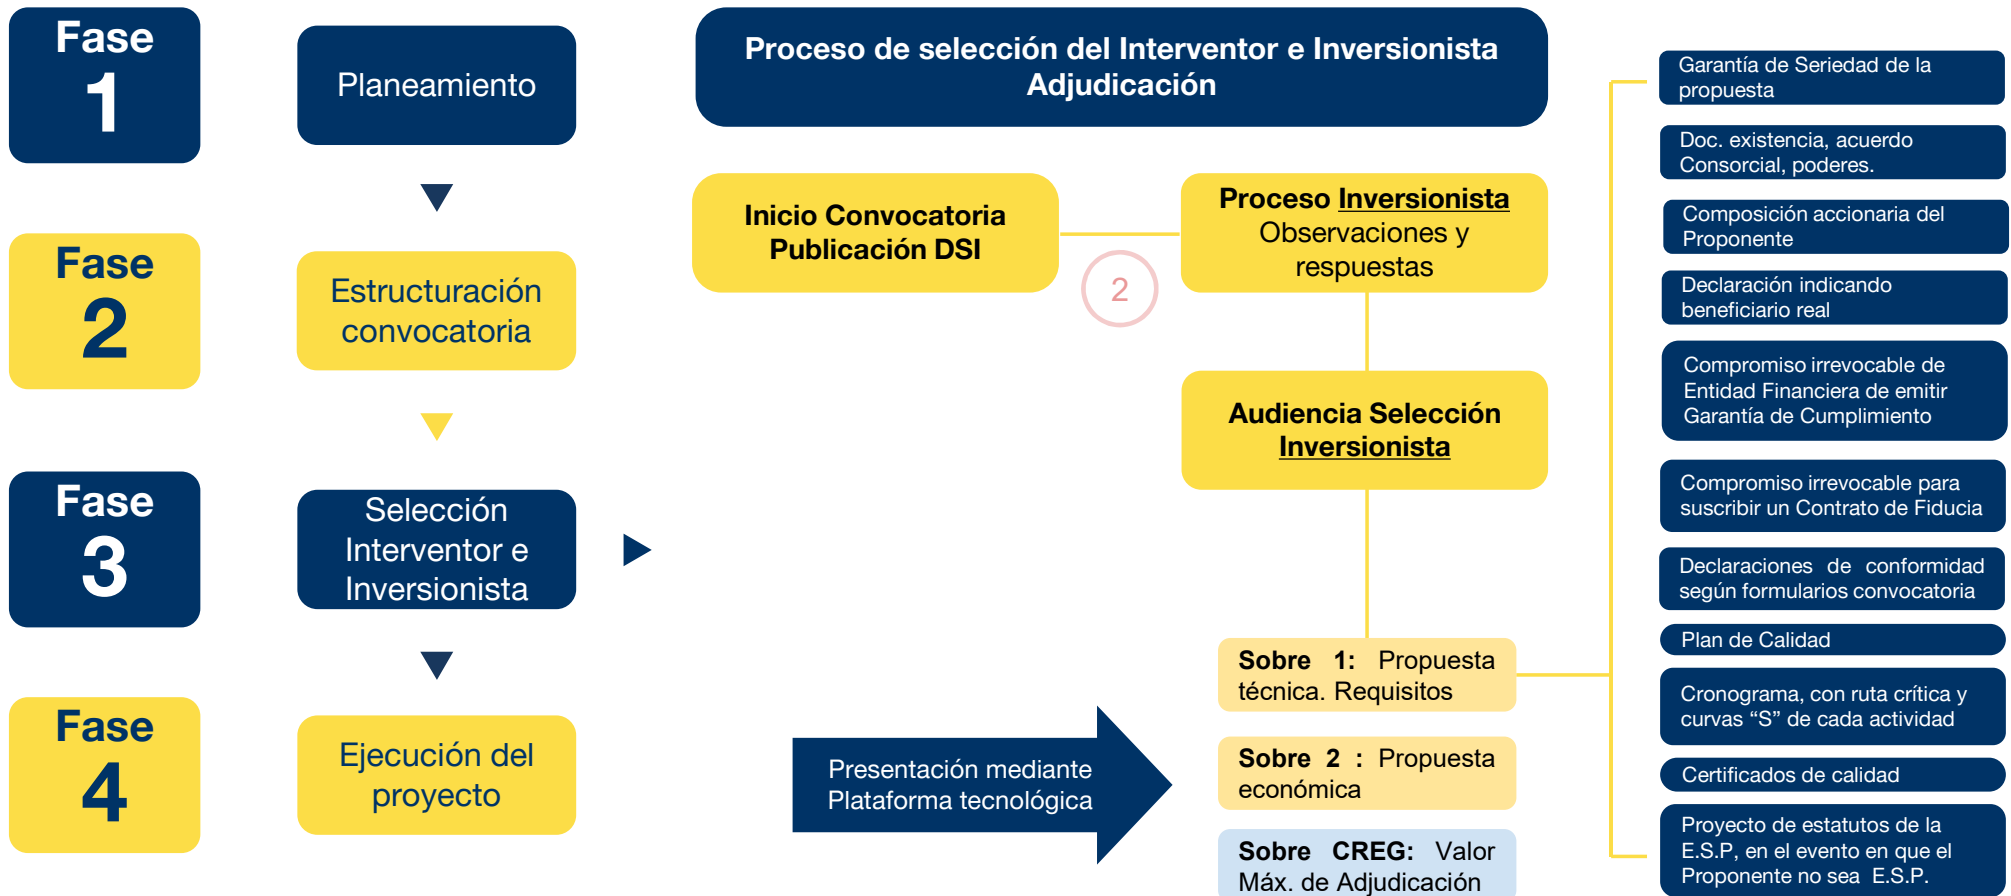 Fase
1
Planeamiento
Fase
2
Estructuración
convocatoria
Fase
3
Selección
Interventor e
Inversionista
Fase
4
Ejecución del
proyecto
Proceso de selección del Interventor e Inversionista
Adjudicación
Inicio Convocatoria
Publicación DSI
2
Proceso Inversionista
Observaciones y
respuestas
Audiencia Selección
Inversionista
Presentación mediante
Plataforma tecnológica
Sobre 1: Propuesta
técnica. Requisitos
Sobre 2 : Propuesta
económica
Sobre CREG: Valor
Máx. de Adjudicación
Garantía de Seriedad de la
propuesta
Doc. existencia, acuerdo
Consorcial, poderes.
Composición accionaria del
Proponente
Declaración indicando
beneficiario real
Compromiso irrevocable de
Entidad Financiera de emitir
Garantía de Cumplimiento
Compromiso irrevocable para
suscribir un Contrato de Fiducia
Declaraciones de conformidad
según formularios convocatoria
Plan de Calidad
Cronograma, con ruta crítica y
curvas “S” de cada actividad
Certificados de calidad
Proyecto de estatutos de la
E.S.P, en el evento en que el
Proponente no sea E.S.P.